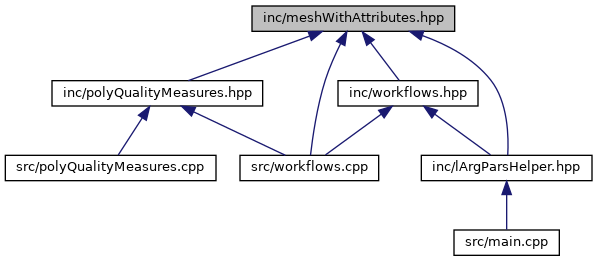 inc/meshWithAttributes.hpp
inc/polyQualityMeasures.hpp
inc/workflows.hpp
src/polyQualityMeasures.cpp
src/workflows.cpp
inc/lArgParsHelper.hpp
src/main.cpp